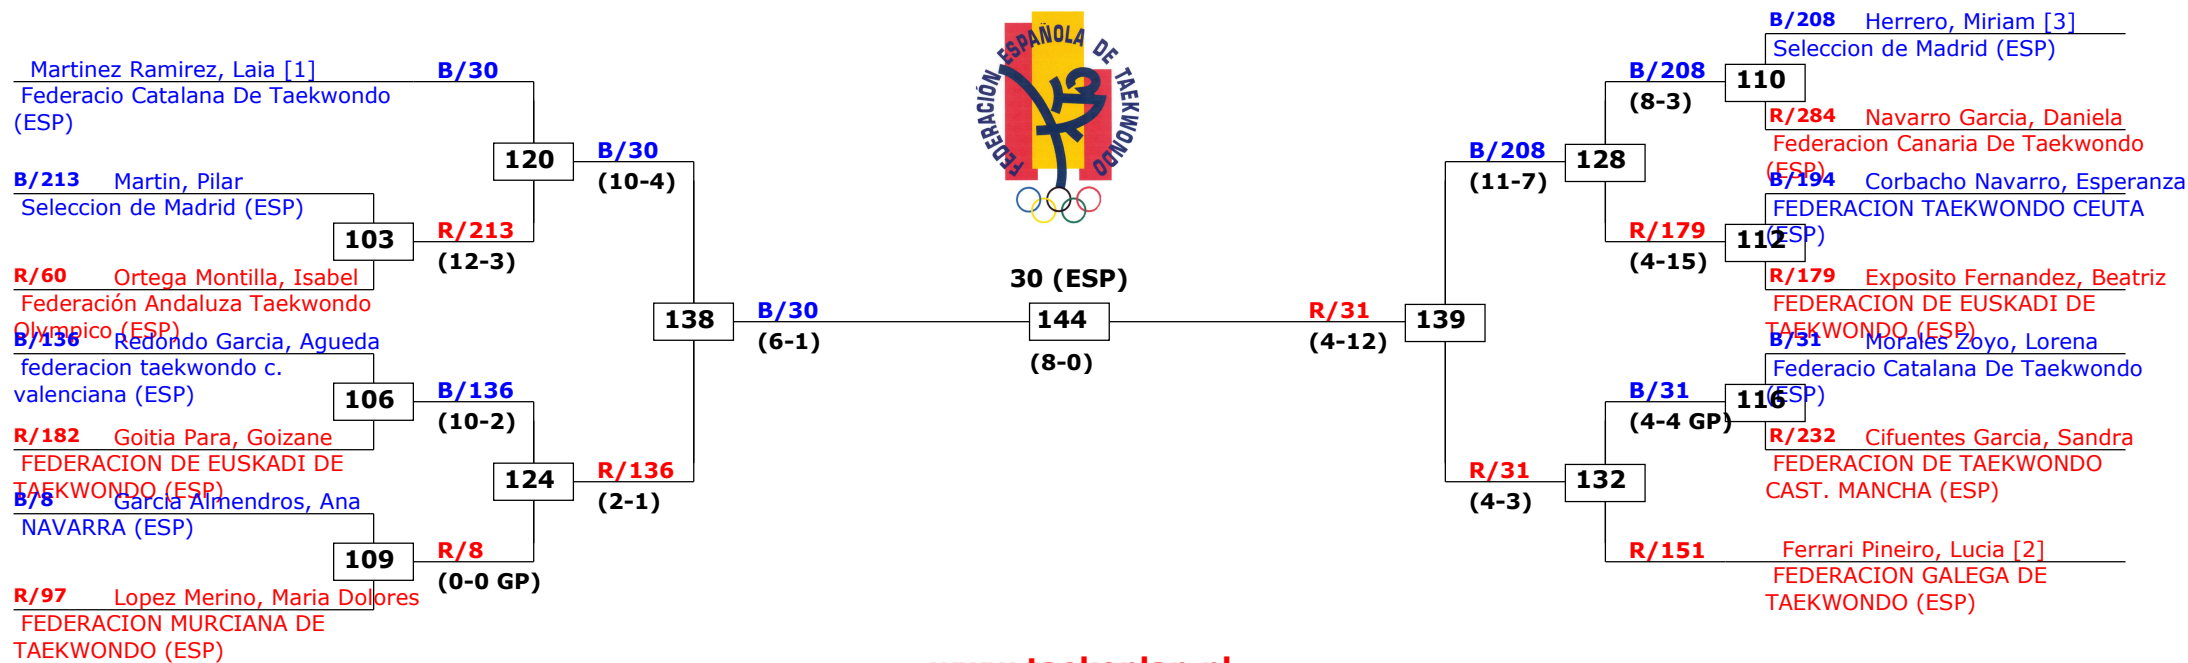 Martinez Ramirez, Laia [1]
Federacio Catalana De Taekwondo
(ESP)
B/30
B/213 Martin, Pilar
Seleccion de Madrid (ESP)
120
B/30
(10-4)
103
R/213
(12-3)
R/60 Ortega Montilla, Isabel
Federación Andaluza Taekwondo
Olympico (ESP)
B/136 Redondo Garcia, Agueda
federacion taekwondo c.
valenciana (ESP)
106
B/136
(10-2)
R/182 Goitia Para, Goizane
FEDERACION DE EUSKADI DE
TAEKWONDO (ESP)
124
R/136
(2-1)
B/8 Garcia Almendros, Ana
NAVARRA (ESP)
109
R/8
(0-0 GP)
R/97 Lopez Merino, Maria Dolores
FEDERACION MURCIANA DE
TAEKWONDO (ESP)
138
B/30
(6-1)
FEDERACIÓN ESPAÑOLA DE TAEKWONDO
30 (ESP)
144
(8-0)
R/31
(4-12)
139
B/208
(11-7)
128
B/208
(8-3)
110
B/208 Herrero, Miriam [3]
Seleccion de Madrid (ESP)
R/284 Navarro Garcia, Daniela
Federacion Canaria De Taekwondo
(ESP)
B/194 Corbacho Navarro, Esperanza
FEDERACION TAEKWONDO CEUTA
(ESP)
R/179
(4-15)
112
R/179 Exposito Fernandez, Beatriz
FEDERACION DE EUSKADI DE
TAEKWONDO (ESP)
B/31 Morales Zoyo, Lorena
Federacio Catalana De Taekwondo
(ESP)
B/31
(4-4 GP)
116
R/232 Cifuentes Garcia, Sandra
FEDERACION DE TAEKWONDO
CAST. MANCHA (ESP)
R/31
(4-3)
132
R/151
Ferrari Pineiro, Lucia [2]
FEDERACION GALEGA DE
TAEKWONDO (ESP)
www.taekoplan.nl